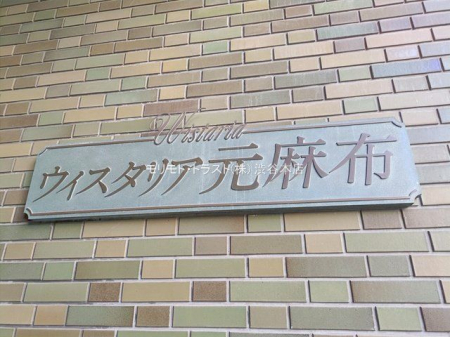 Wistaria
ウィスタリア元麻布
モリモト・トラスト(株) 渋谷本店